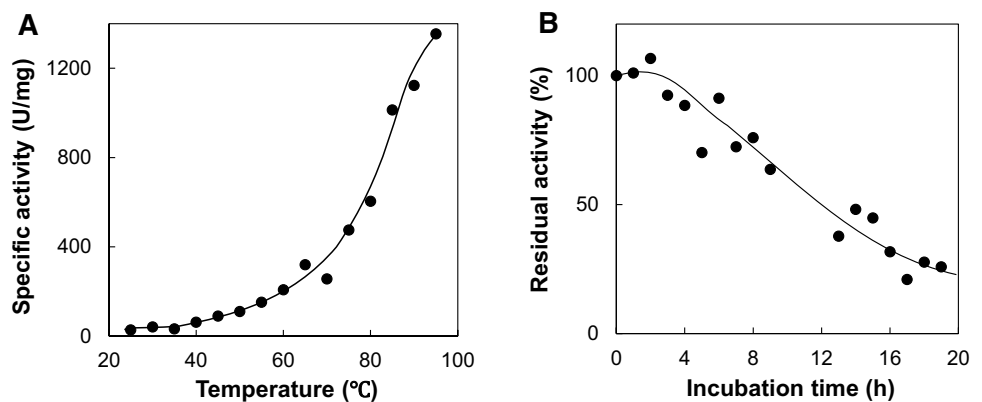 A
Specific activity (U/mg)
1200
800
400
0
20 40 60 80 100
Temperature (℃)
B
Residual activity (%)
100
50
0
0 4 8 12 16 20
Incubation time (h)